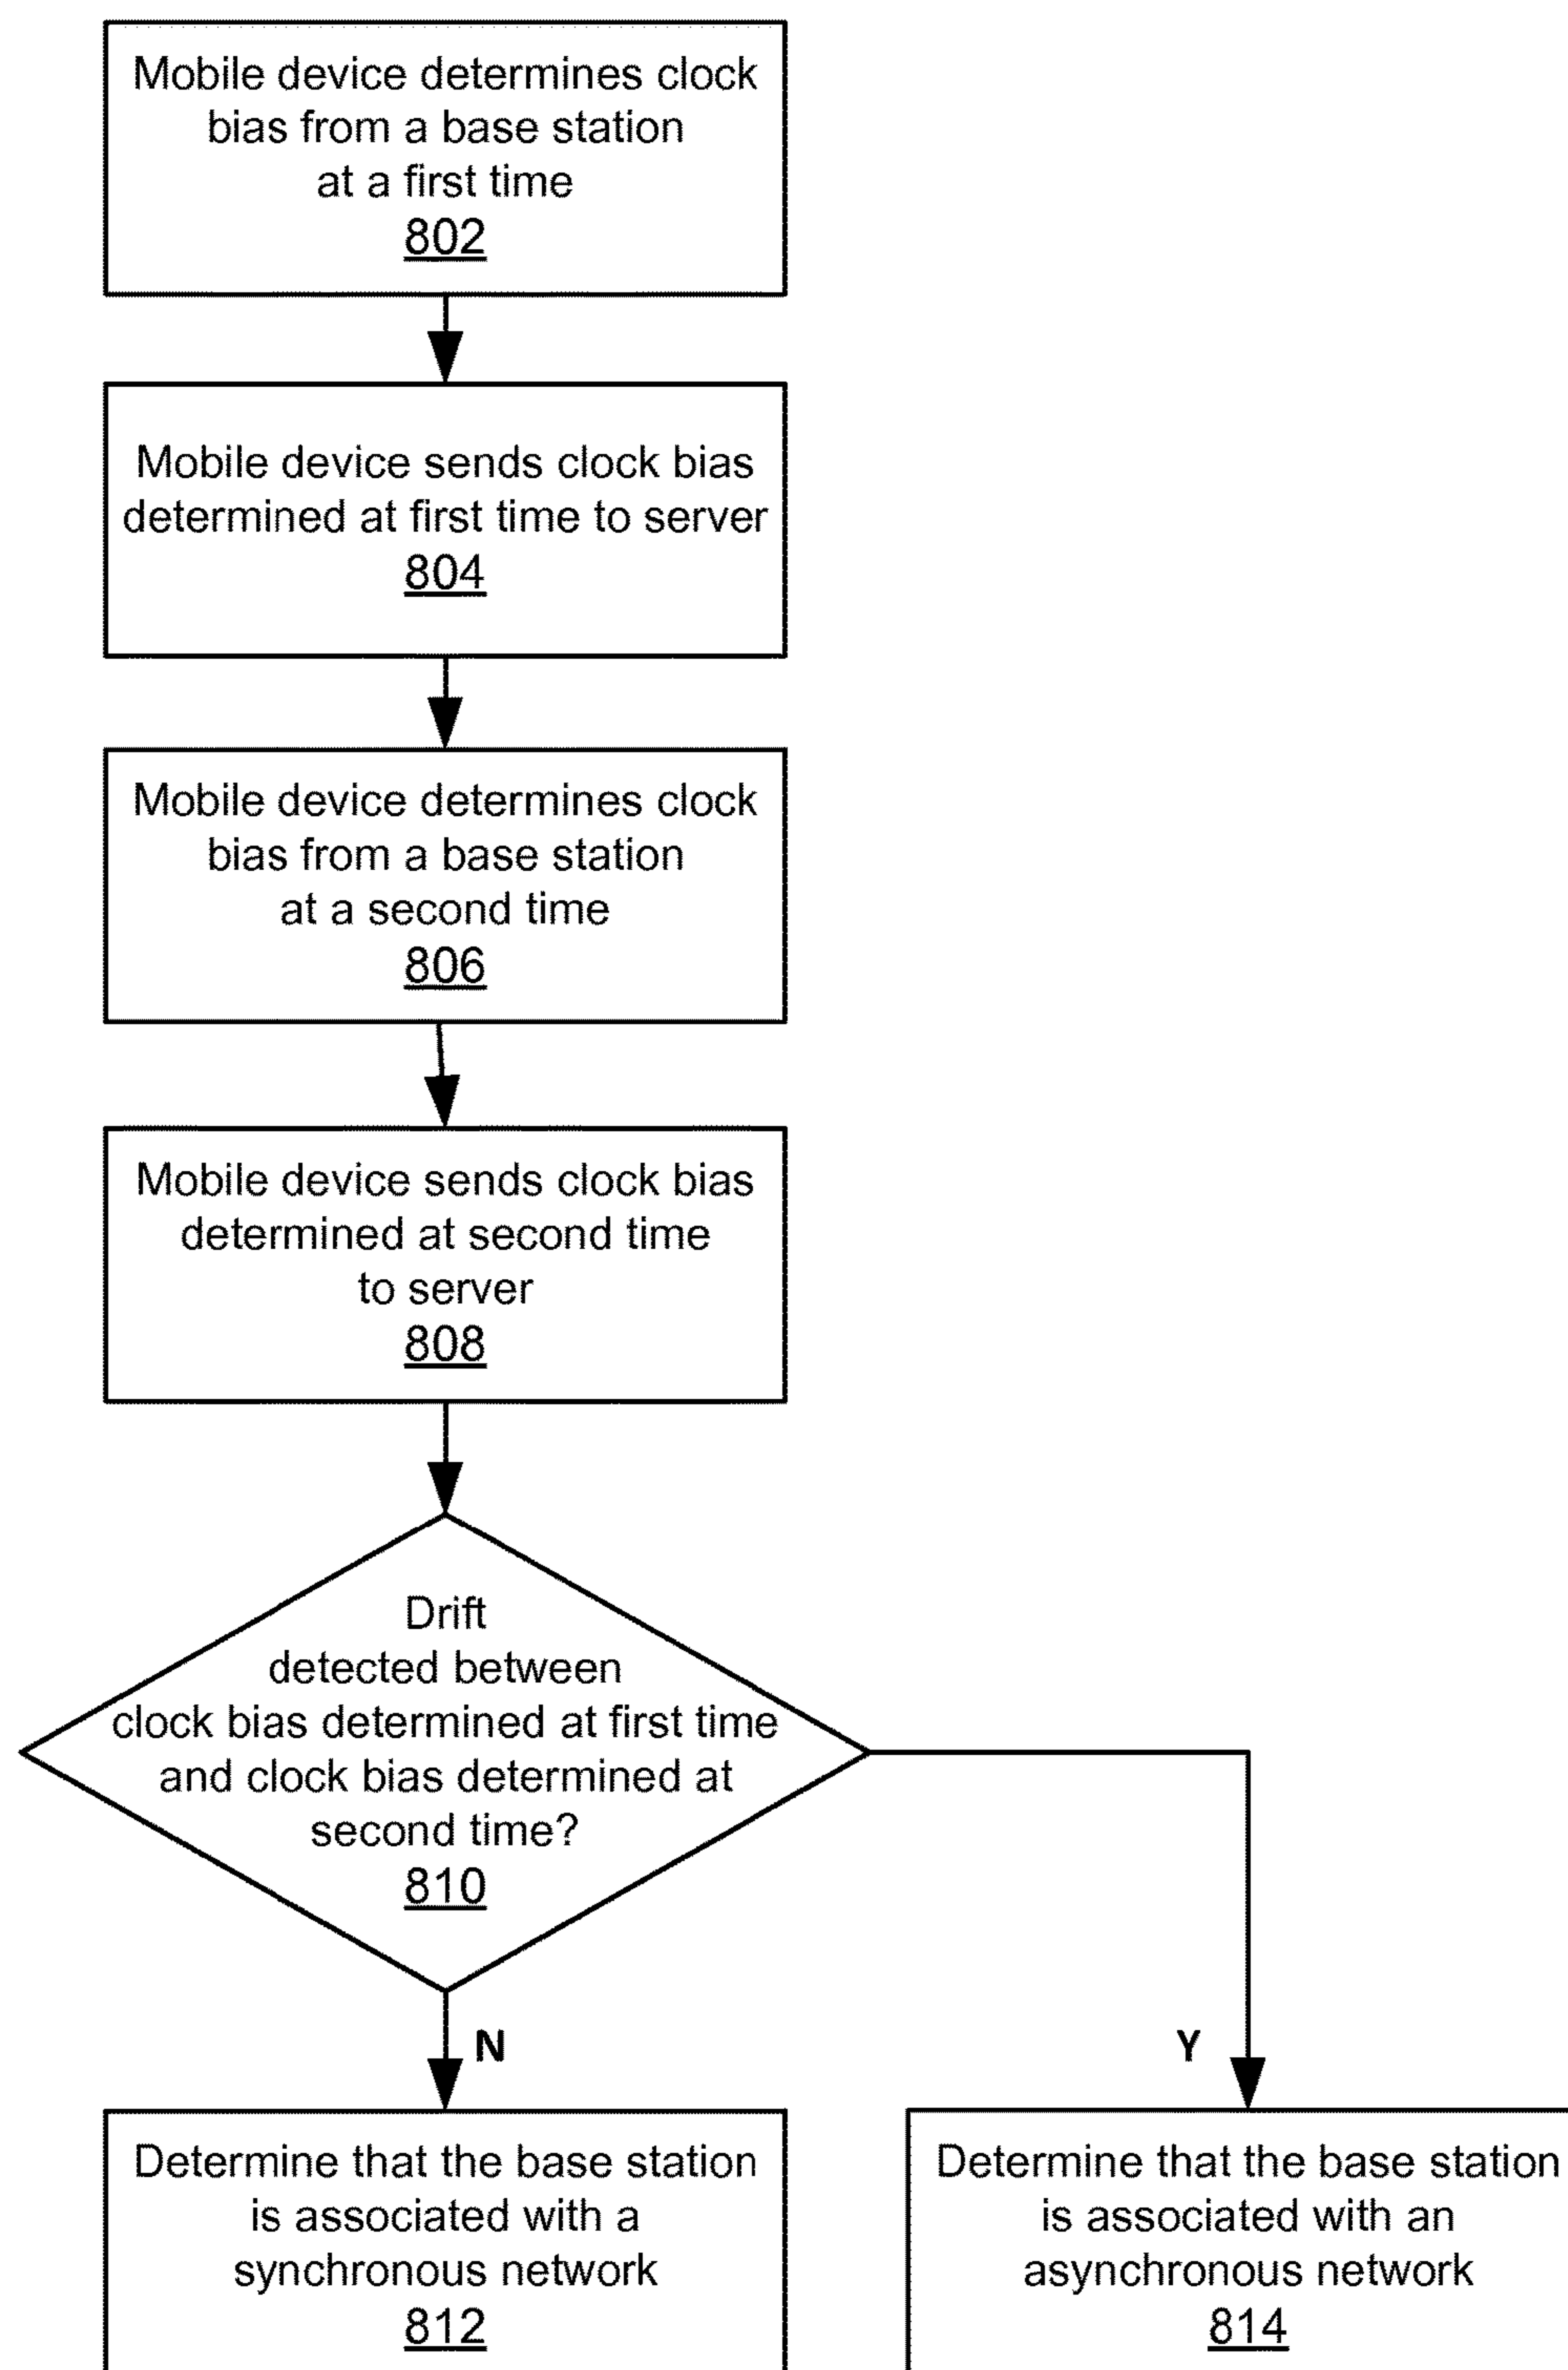 Mobile device determines clock
bias from a base station
at a first time
802
Mobile device sends clock bias
determined at first time to server
804
Mobile device determines clock
bias from a base station
at a second time
806
Mobile device sends clock bias
determined at second time
to server
808
Drift
detected between
clock bias determined at first time
and clock bias determined at
second time?
810
N
Y
Determine that the base station
is associated with a
synchronous network
812
Determine that the base station
is associated with an
asynchronous network
814